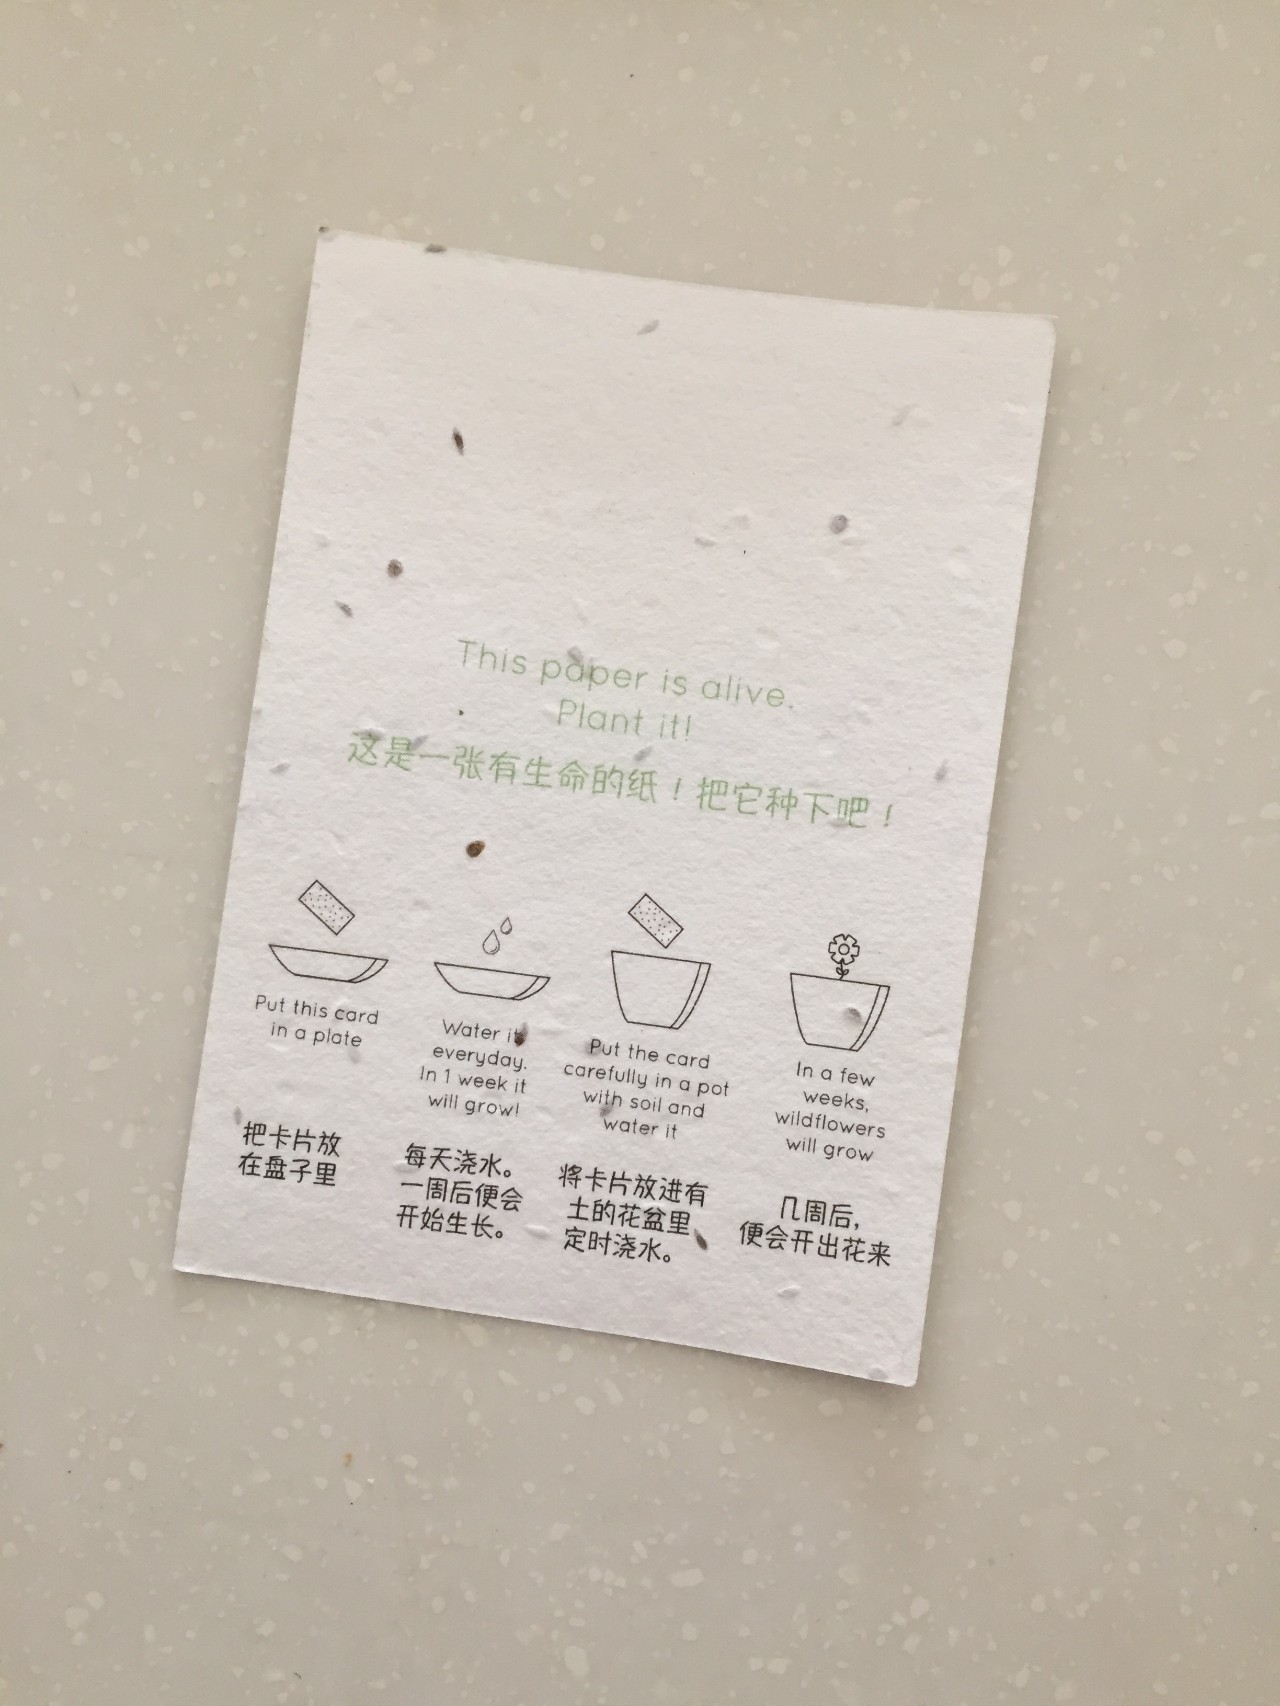 This paper is alive.
Plant it!
这是一张有生命的纸！把它种下吧！
Put this card
in a plate
把卡片放
在盘子里
Water it
everyday.
In 1 week it
will grow!
每天浇水。
一周后便会
开始生长。
Put the card
carefully in a pot
with soil and
water it
将卡片放进有
土的花盆里
定时浇水。
In a few
weeks,
wildflowers
will grow
几周后，
便会开出花来